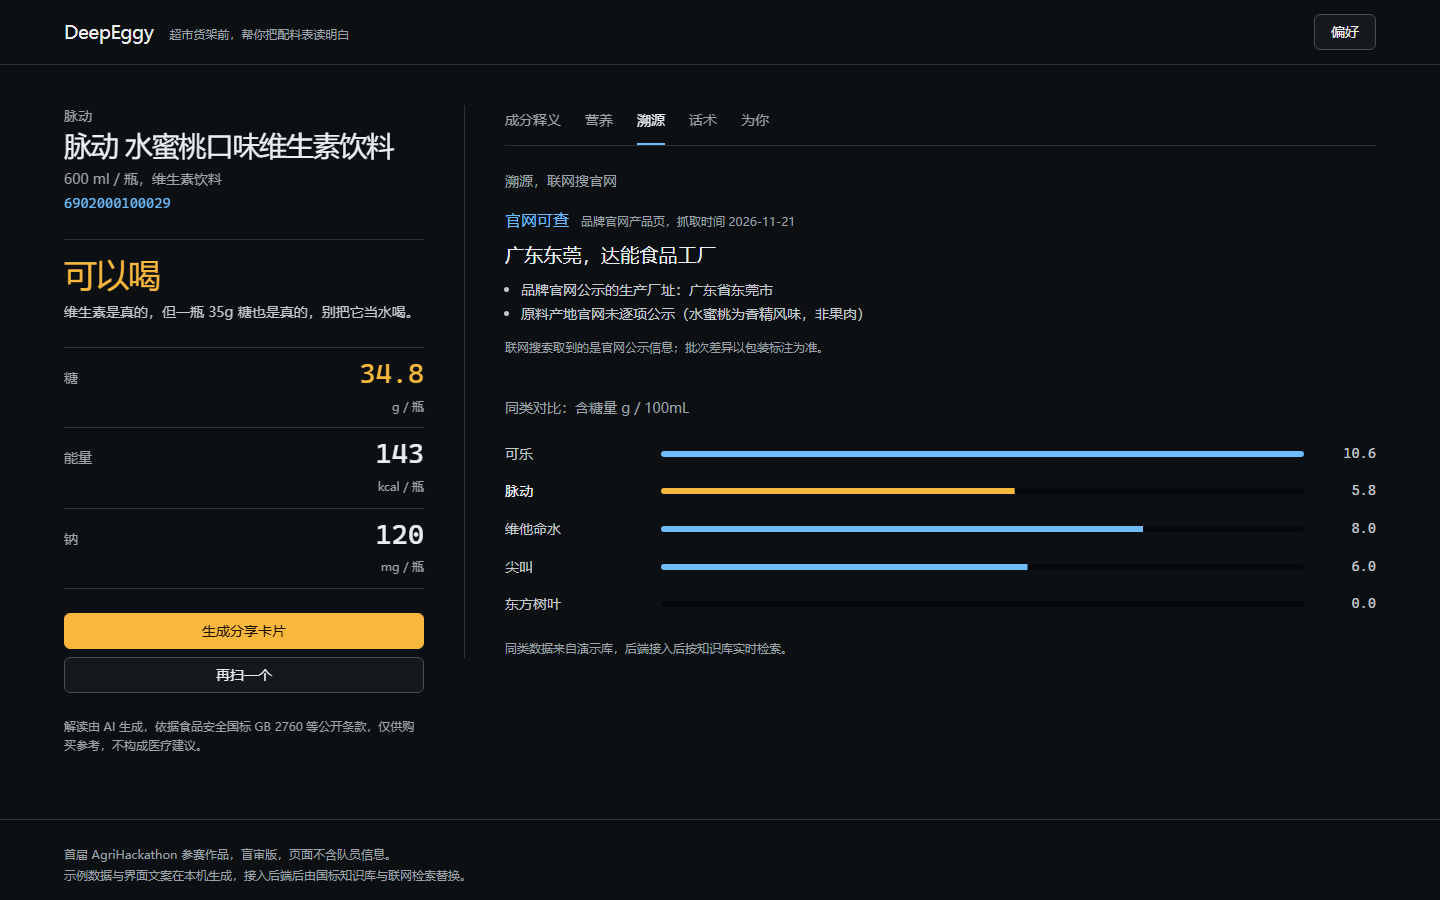 DeepEggy 超市货架前，帮你把配料表读明白
偏好
脉动
脉动 水蜜桃口味维生素饮料
600 ml / 瓶，维生素饮料
6902000100029
可以喝
维生素是真的，但一瓶 35g 糖也是真的，别把它当水喝。
糖 34.8
g / 瓶
能量 143
kcal / 瓶
钠 120
mg / 瓶
生成分享卡片
再扫一个
解读由 AI 生成，依据食品安全国标 GB 2760 等公开条款，仅供购
买参考，不构成医疗建议。
成分释义 营养 溯源 话术 为你
溯源，联网搜官网
官网可查 品牌官网产品页，抓取时间 2026-11-21
广东东莞，达能食品工厂
品牌官网公示的生产厂址：广东省东莞市
原料产地官网未逐项公示（水蜜桃为香精风味，非果肉）
联网搜索取到的是官网公示信息；批次差异以包装标注为准。
同类对比：含糖量 g / 100mL
可乐 10.6
脉动 5.8
维他命水 8.0
尖叫 6.0
东方树叶 0.0
同类数据来自演示库，后端接入后按知识库实时检索。
首届 AgriHackathon 参赛作品，盲审版，页面不含队员信息。
示例数据与界面文案在本机生成，接入后端后由国标知识库与联网检索替换。